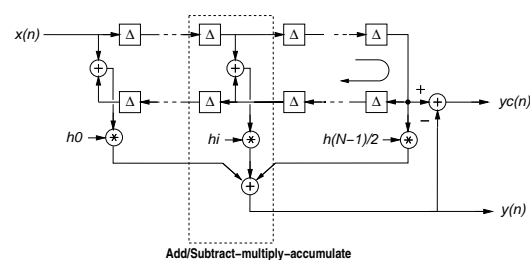 x(n) Δ Δ Δ Δ
+ +
Δ Δ Δ Δ + + yc(n)
−
h0 * hi * h(N−1)/2 *
+
y(n)
Add/Subtract−multiply−accumulate